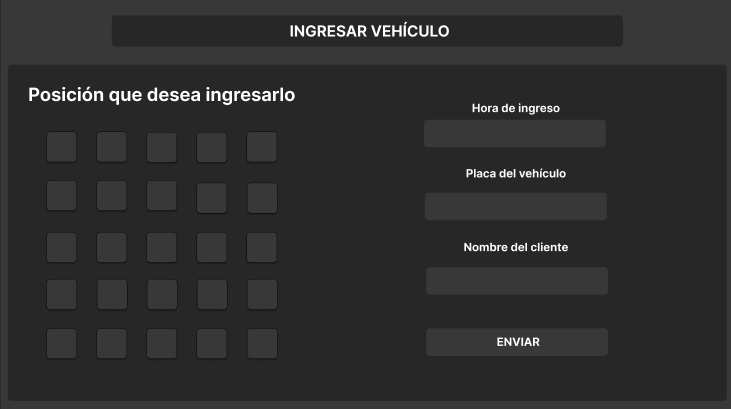 INGRESAR VEHÍCULO
Posición que desea ingresarlo
Hora de ingreso
Placa del vehículo
Nombre del cliente
ENVIAR